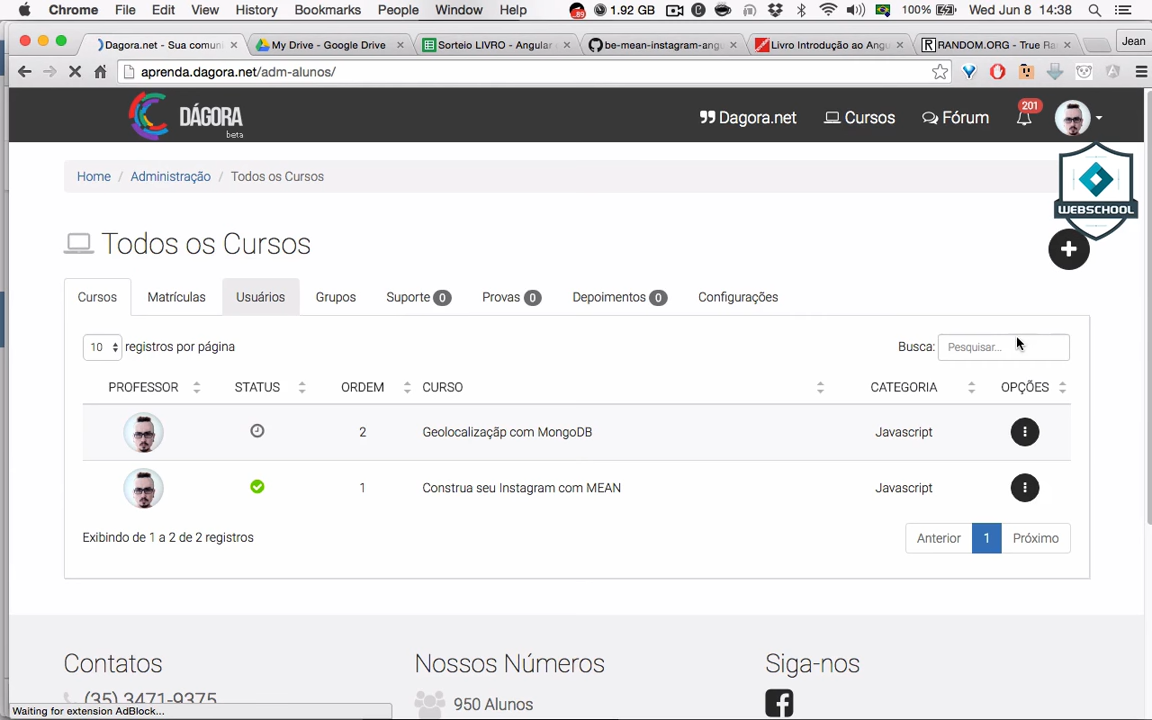 Chrome File Edit View History Bookmarks People Window Help 1.92 GB 100% Wed Jun 8 14:38
Dagora.net - Sua comun My Drive - Google Drive Sorteio LIVRO - Angular be-mean-instagram-ang Livro Introdução ao Angu RANDOM.ORG - True Ra Jean
aprenda.dagora.net/adm-alunos/
DÁGORA
beta
Dagora.net Cursos Fórum 201
Home / Administração / Todos os Cursos
WEBSCHOOL
Todos os Cursos
+
Cursos Matrículas Usuários Grupos Suporte 0 Provas 0 Depoimentos 0 Configurações
10 registros por página Busca: Pesquisar...
PROFESSOR STATUS ORDEM CURSO CATEGORIA OPÇÕES
2 Geolocalizaçãp com MongoDB Javascript
1 Construa seu Instagram com MEAN Javascript
Exibindo de 1 a 2 de 2 registros Anterior 1 Próximo
Contatos Nossos Números Siga-nos
(35) 3471-9375 950 Alunos
Waiting for extension AdBlock...